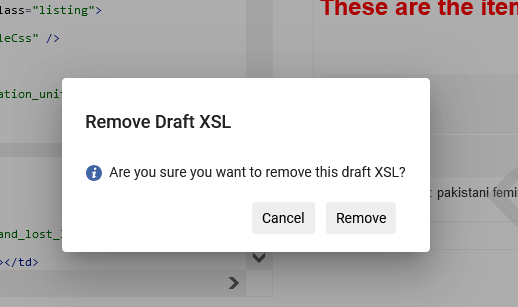 lass="listing">
These are the item
leCss" />
ation_uni
Remove Draft XSL
Are you sure you want to remove this draft XSL?
: pakistani femi
Cancel
Remove
and_lost_
></td>